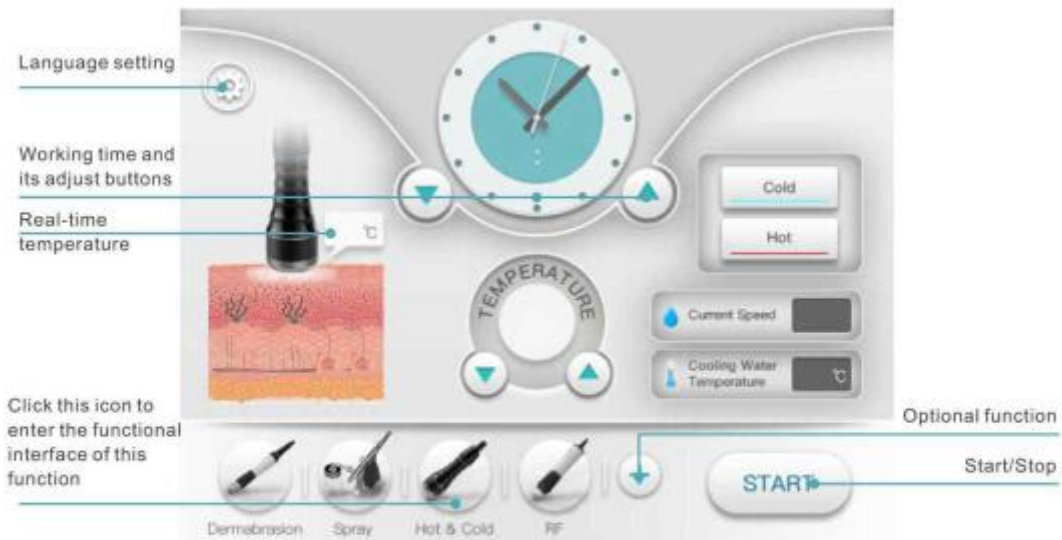 Language setting
Working time and
its adjust buttons
Real-time
temperature
℃
TEMPERATURE
Cold
Hot
Current Speed
Cooling Water
Temperature
℃
Click this icon to
enter the functional
interface of this
function
Optional function
Start/Stop
START
Dermabrasion
Spray
Hot & Cold
RF